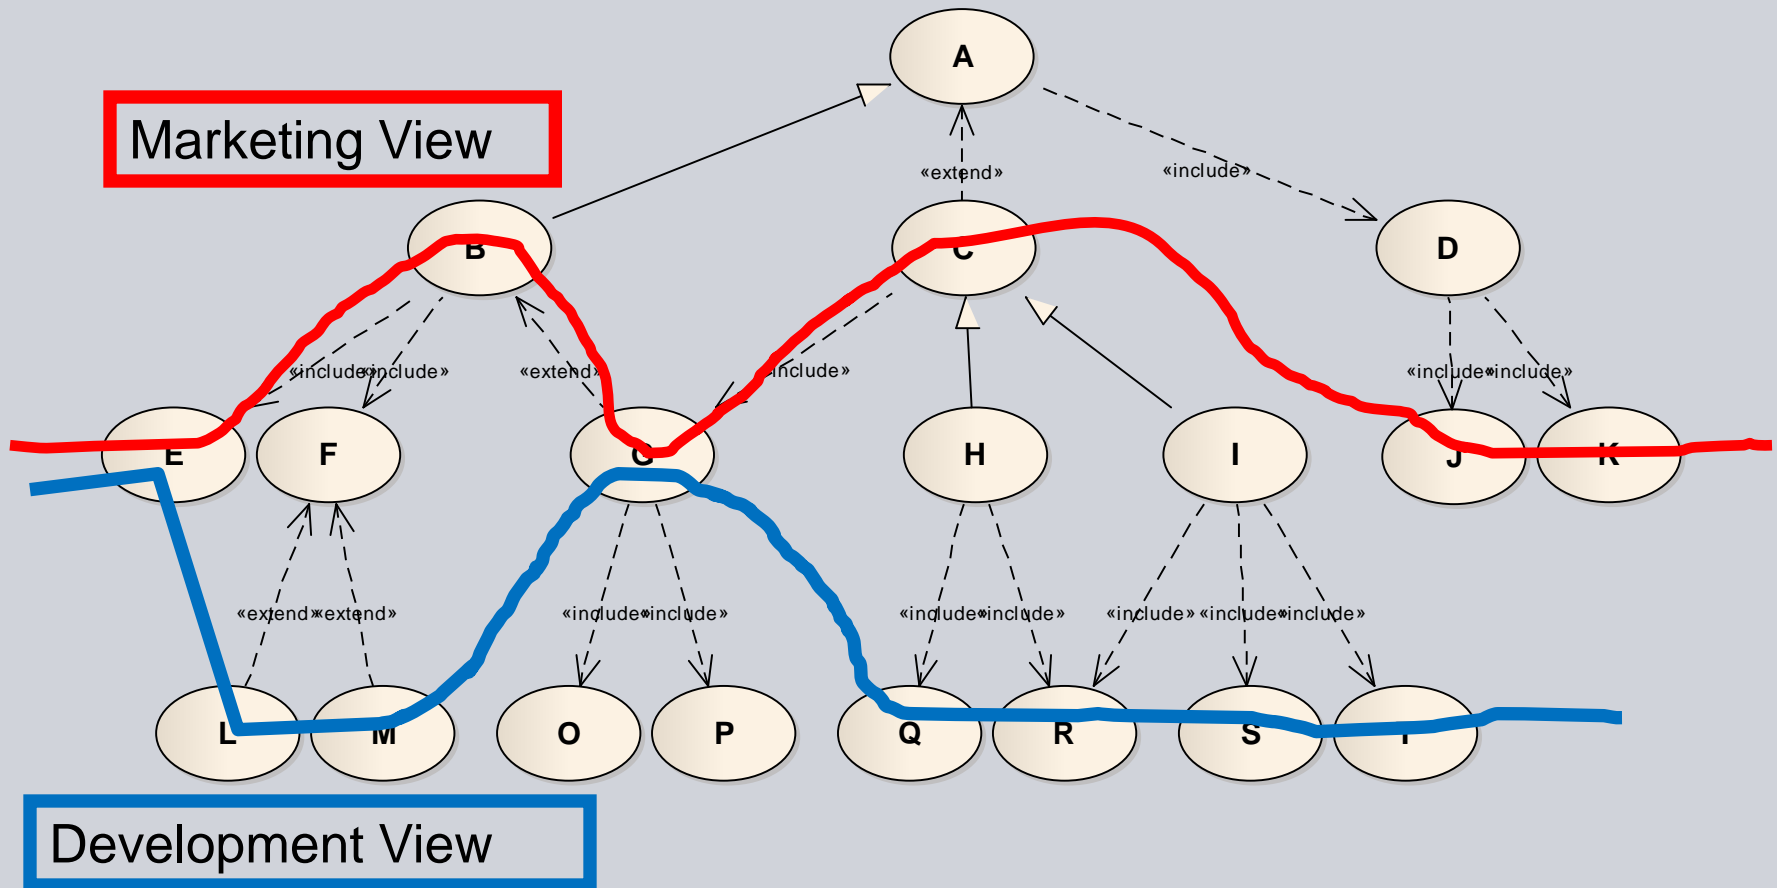 A
Marketing View
«extend»
«include»
B
C
D
«include»
«include»
«extend»
«include»
«include»
«include»
E
F
G
H
I
J
K
«extend»
«extend»
«include»
«include»
«include»
«include»
«include»
«include»
«include»
L
M
O
P
Q
R
S
Development View